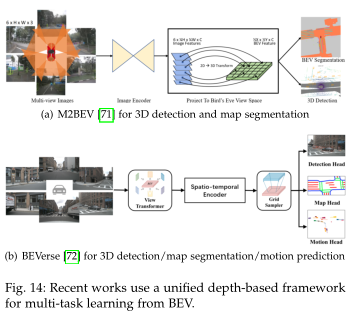 6 x H x W x 3
6 x H/4 x W/4 x C
Image Features
X x Y x C
BEV Feature
2D → 3D Transform
BEV Segmentation
3D Detection
Multi-view Images
Image Encoder
Project To Bird's Eye View Space
(a) M2BEV [71] for 3D detection and map segmentation
View
Transformer
Spatio-temporal
Encoder
Grid
Sampler
Detection Head
Map Head
Motion Head
(b) BEVerse [72] for 3D detection/map segmentation/motion prediction
Fig. 14: Recent works use a unified depth-based framework
for multi-task learning from BEV.